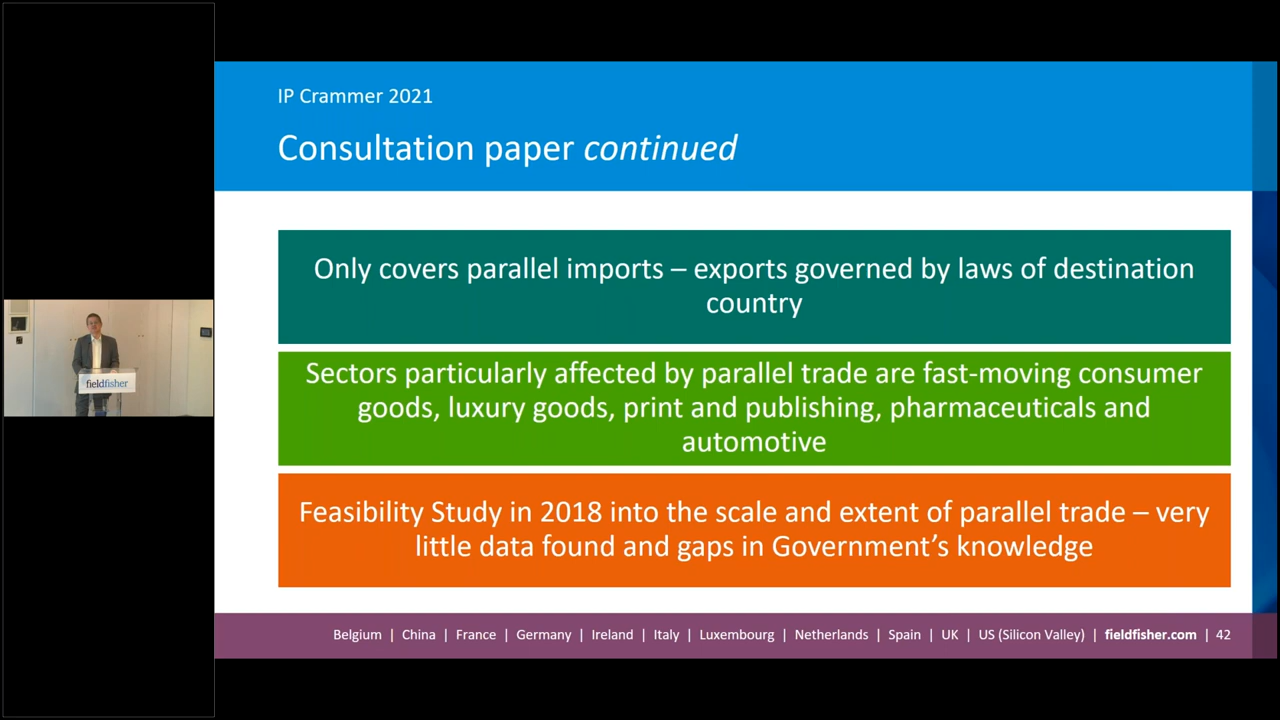 IP Crammer 2021
Consultation paper continued
Only covers parallel imports – exports governed by laws of destination
country
Sectors particularly affected by parallel trade are fast-moving consumer
goods, luxury goods, print and publishing, pharmaceuticals and
automotive
Feasibility Study in 2018 into the scale and extent of parallel trade – very
little data found and gaps in Government’s knowledge
fieldfisher
Belgium | China | France | Germany | Ireland | Italy | Luxembourg | Netherlands | Spain | UK | US (Silicon Valley) | fieldfisher.com | 42